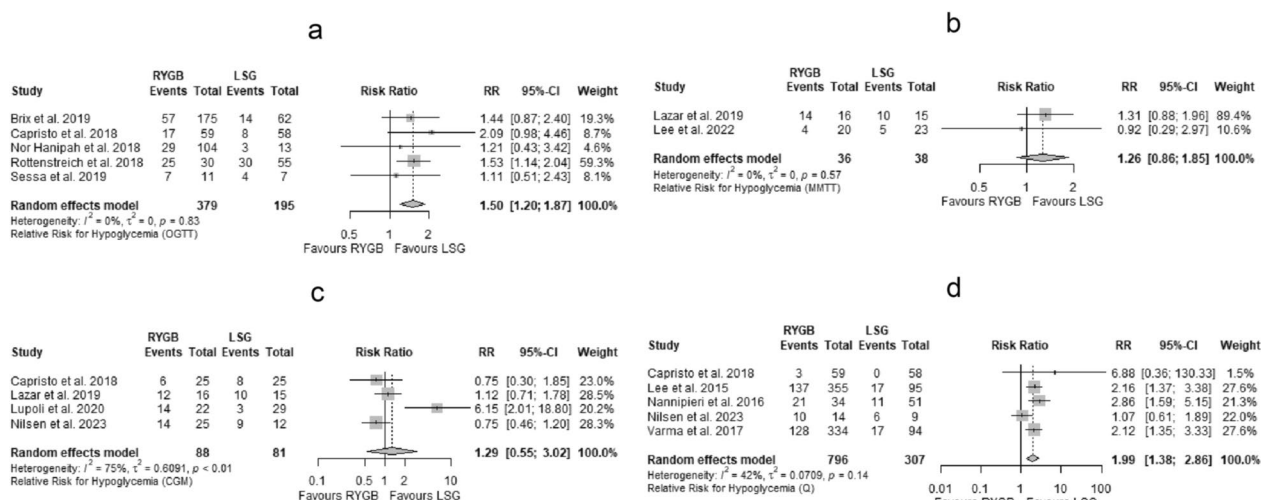 a
RYGB LSG
Study Events Total Events Total Risk Ratio RR 95%-CI Weight
Brix et al. 2019 57 175 14 62 1.44 [0.87; 2.40] 19.3%
Capristo et al. 2018 17 59 8 58 2.09 [0.98; 4.46] 8.7%
Nor Hanipah et al. 2018 29 104 3 13 1.21 [0.43; 3.42] 4.6%
Rottenstreich et al. 2018 25 30 30 55 1.53 [1.14; 2.04] 59.3%
Sessa et al. 2019 7 11 4 7 1.11 [0.51; 2.43] 8.1%
Random effects model 379 195 1.50 [1.20; 1.87] 100.0%
Heterogeneity: I² = 0%, τ² = 0, p = 0.83
Relative Risk for Hypoglycemia (OGTT)
0.5 1 2
Favours RYGB Favours LSG
b
RYGB LSG
Study Events Total Events Total Risk Ratio RR 95%-CI Weight
Lazar et al. 2019 14 16 10 15 1.31 [0.88; 1.96] 89.4%
Lee et al. 2022 4 20 5 23 0.92 [0.29; 2.97] 10.6%
Random effects model 36 38 1.26 [0.86; 1.85] 100.0%
Heterogeneity: I² = 0%, τ² = 0, p = 0.57
Relative Risk for Hypoglycemia (MMTT)
0.5 1 2
Favours RYGB Favours LSG
c
RYGB LSG
Study Events Total Events Total Risk Ratio RR 95%-CI Weight
Capristo et al. 2018 6 25 8 25 0.75 [0.30; 1.85] 23.0%
Lazar et al. 2019 12 16 10 15 1.12 [0.71; 1.78] 28.5%
Lupoli et al. 2020 14 22 3 29 6.15 [2.01; 18.80] 20.2%
Nilsen et al. 2023 14 25 9 12 0.75 [0.46; 1.20] 28.3%
Random effects model 88 81 1.29 [0.55; 3.02] 100.0%
Heterogeneity: I² = 75%, τ² = 0.6091, p < 0.01
Relative Risk for Hypoglycemia (CGM)
0.1 0.5 1 2 10
Favours RYGB Favours LSG
d
RYGB LSG
Study Events Total Events Total Risk Ratio RR 95%-CI Weight
Capristo et al. 2018 3 59 0 58 6.88 [0.36; 130.33] 1.5%
Lee et al. 2015 137 355 17 95 2.16 [1.37; 3.38] 27.6%
Nannipieri et al. 2016 21 34 11 51 2.86 [1.59; 5.15] 21.3%
Nilsen et al. 2023 10 14 6 9 1.07 [0.61; 1.89] 22.0%
Varma et al. 2017 128 334 17 94 2.12 [1.35; 3.33] 27.6%
Random effects model 796 307 1.99 [1.38; 2.86] 100.0%
Heterogeneity: I² = 42%, τ² = 0.0709, p = 0.14
Relative Risk for Hypoglycemia (Q)
0.01 0.1 1 10 100
Favours RYGB Favours LSG